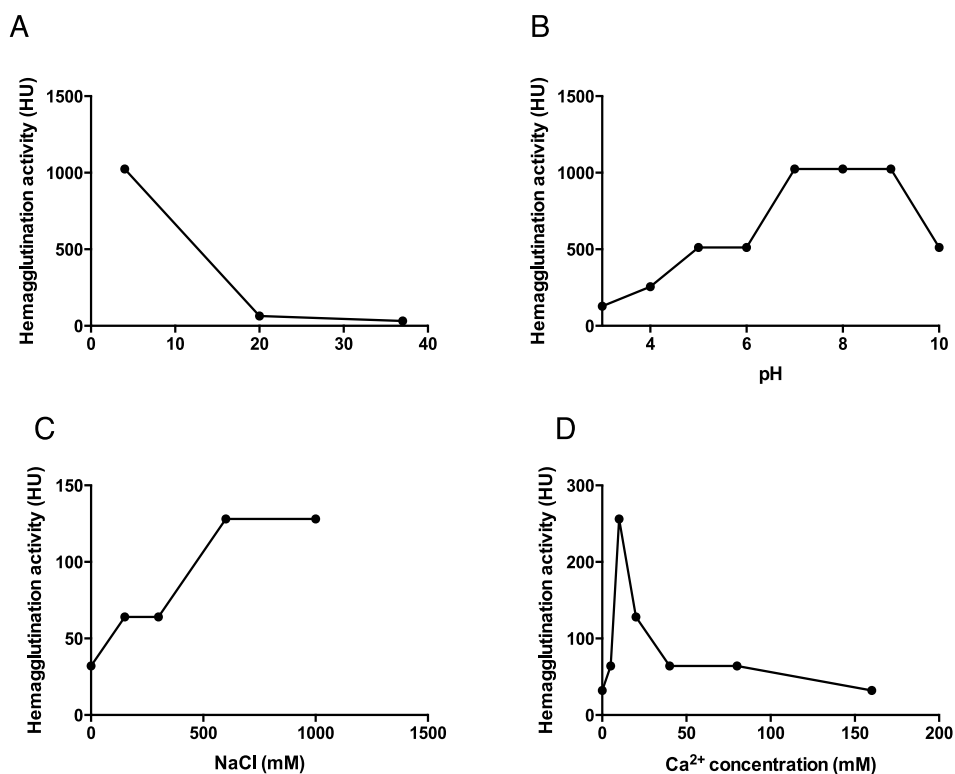 A
Hemagglutination activity (HU)
1500
1000
500
0
0 10 20 30 40
B
Hemagglutination activity (HU)
1500
1000
500
0
4 6 8 10
pH
C
Hemagglutination activity (HU)
150
100
50
0
0 500 1000 1500
NaCl (mM)
D
Hemagglutination activity (HU)
300
200
100
0
0 50 100 150 200
Ca²⁺ concentration (mM)